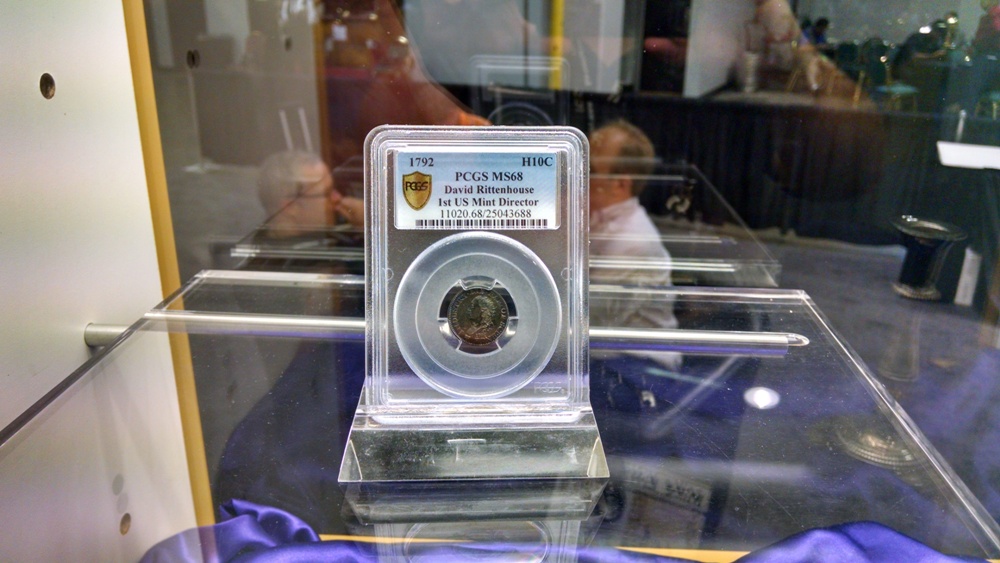 1792 H10C
PCGS MS68
PCGS
David Rittenhouse
1st US Mint Director
11020.68/25043688